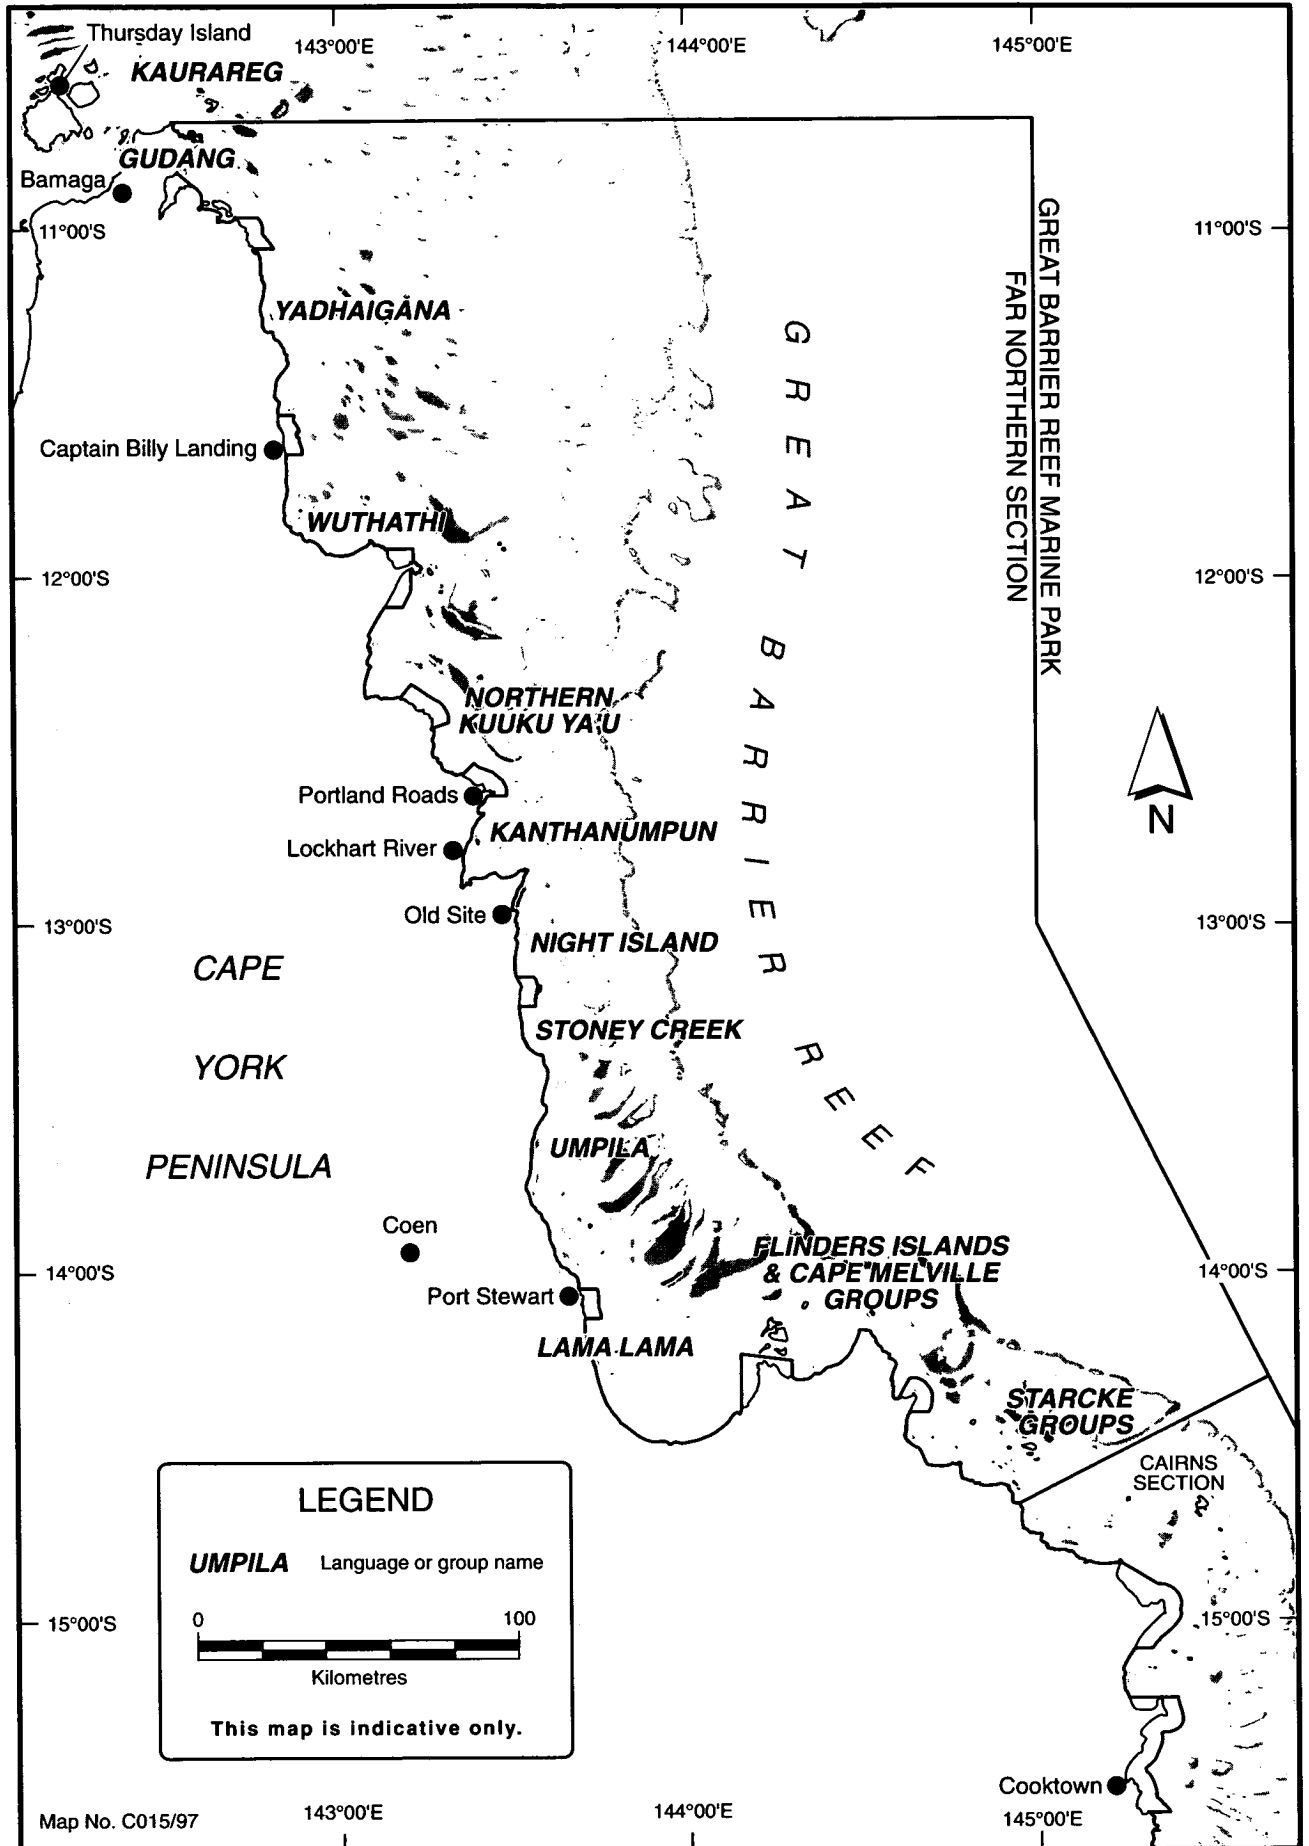 Thursday Island
143°00'E
144°00'E
145°00'E
KAURAREG
GUDANG
Bamaga
11°00'S
11°00'S
GREAT BARRIER REEF MARINE PARK
FAR NORTHERN SECTION
YADHAIGANA
GREAT BARRIER REEF
Captain Billy Landing
WUTHATHI
12°00'S
12°00'S
NORTHERN
KUUKU YA'U
N
Portland Roads
KANTHANUMPUN
Lockhart River
Old Site
13°00'S
13°00'S
NIGHT ISLAND
CAPE
YORK
PENINSULA
STONEY CREEK
UMPILA
Coen
FLINDERS ISLANDS
& CAPE MELVILLE
GROUPS
14°00'S
14°00'S
Port Stewart
LAMA LAMA
STARCKE
GROUPS
CAIRNS
SECTION
LEGEND
UMPILA Language or group name
0 100
Kilometres
This map is indicative only.
15°00'S
15°00'S
Cooktown
Map No. C015/97
143°00'E
144°00'E
145°00'E